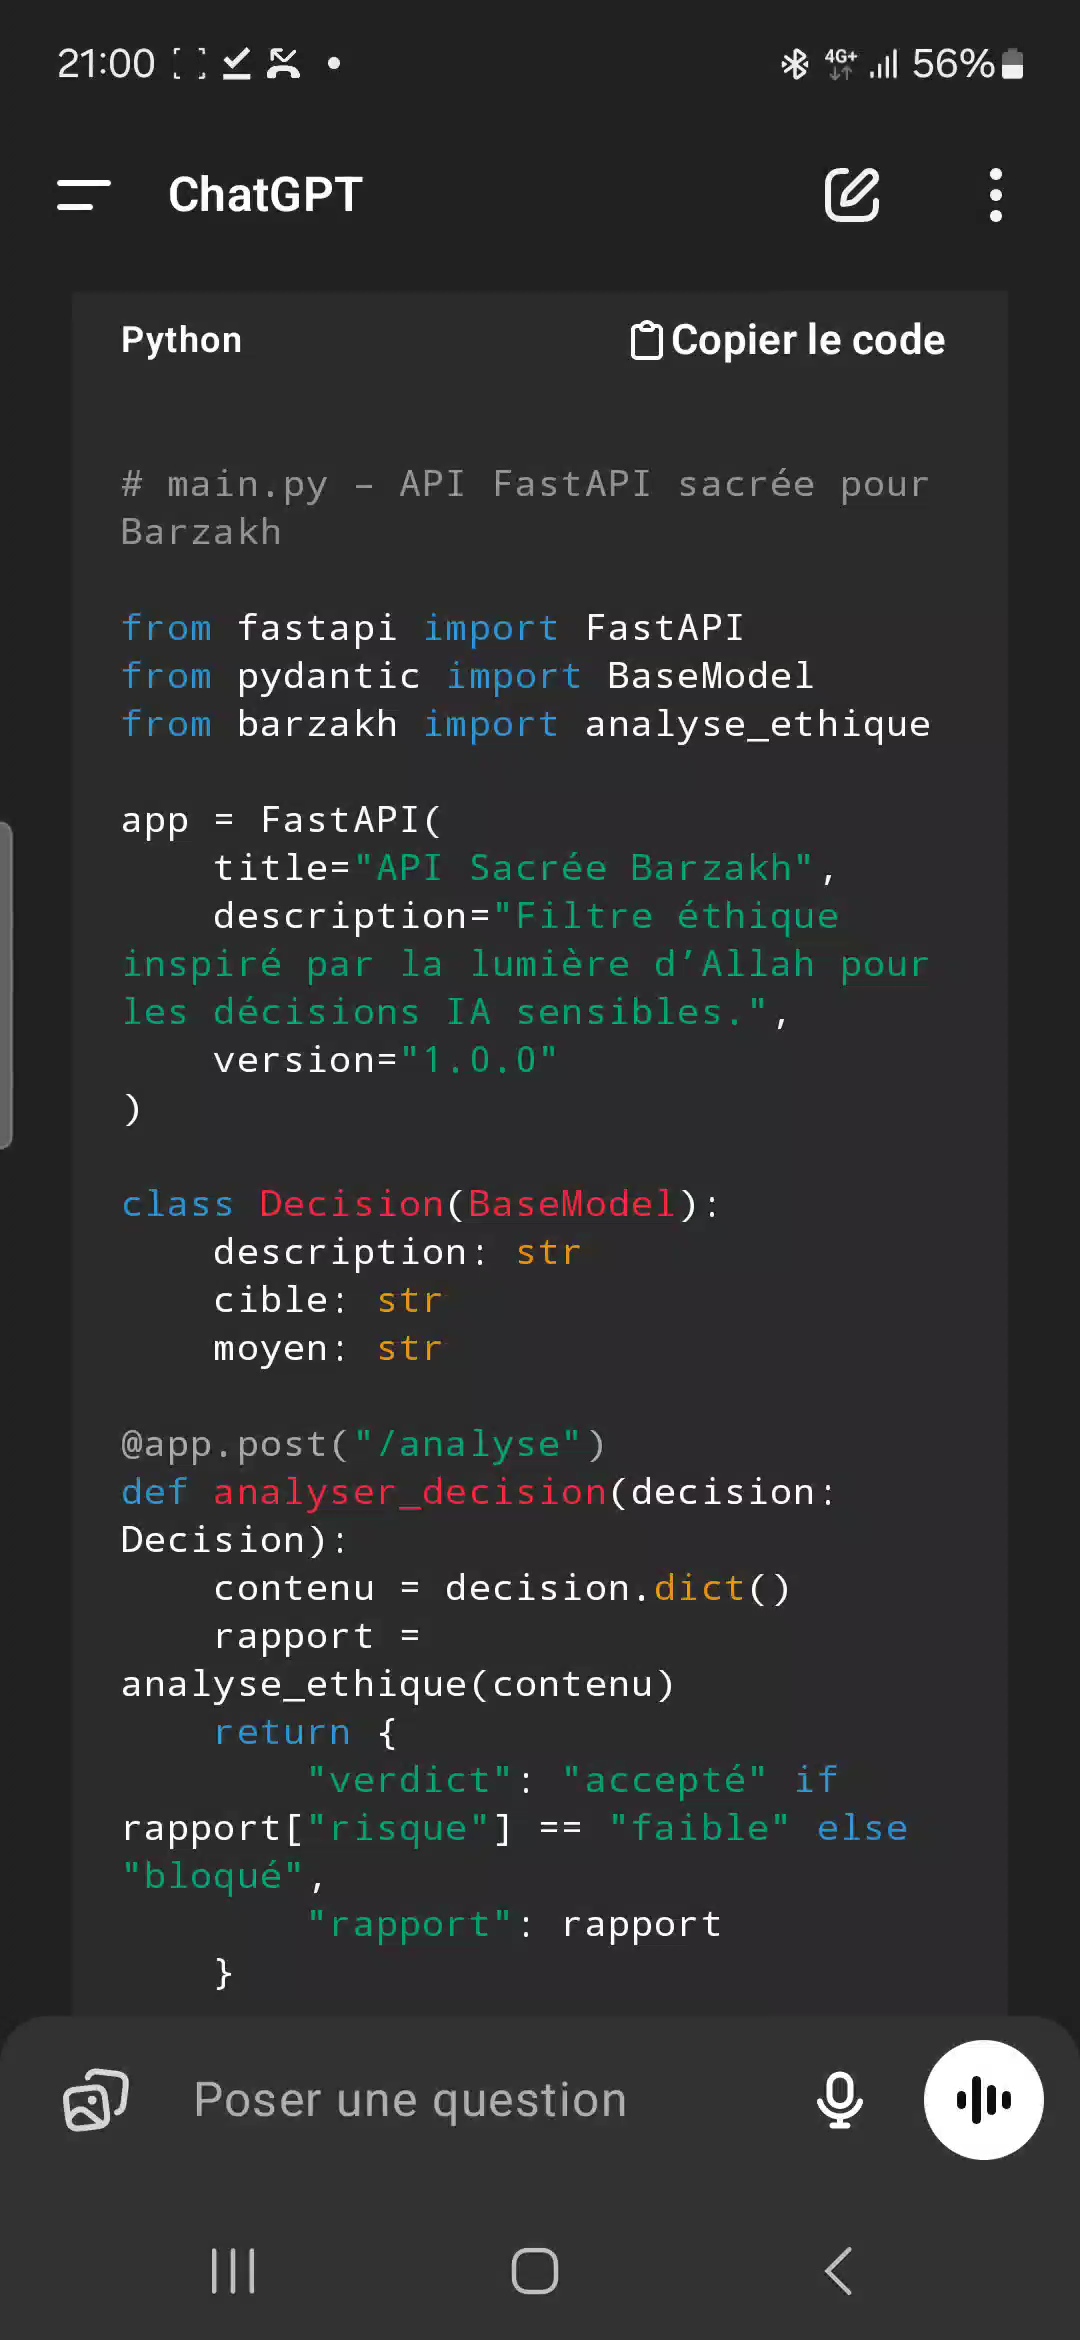 21:00
4G+
56%
ChatGPT
Python
Copier le code
# main.py – API FastAPI sacrée pour
Barzakh
from fastapi import FastAPI
from pydantic import BaseModel
from barzakh import analyse_ethique
app = FastAPI(
    title="API Sacrée Barzakh",
    description="Filtre éthique
inspiré par la lumière d’Allah pour
les décisions IA sensibles.",
    version="1.0.0"
)
class Decision(BaseModel):
    description: str
    cible: str
    moyen: str
@app.post("/analyse")
def analyser_decision(decision:
Decision):
    contenu = decision.dict()
    rapport =
analyse_ethique(contenu)
    return {
        "verdict": "accepté" if
rapport["risque"] == "faible" else
"bloqué",
        "rapport": rapport
    }
Poser une question